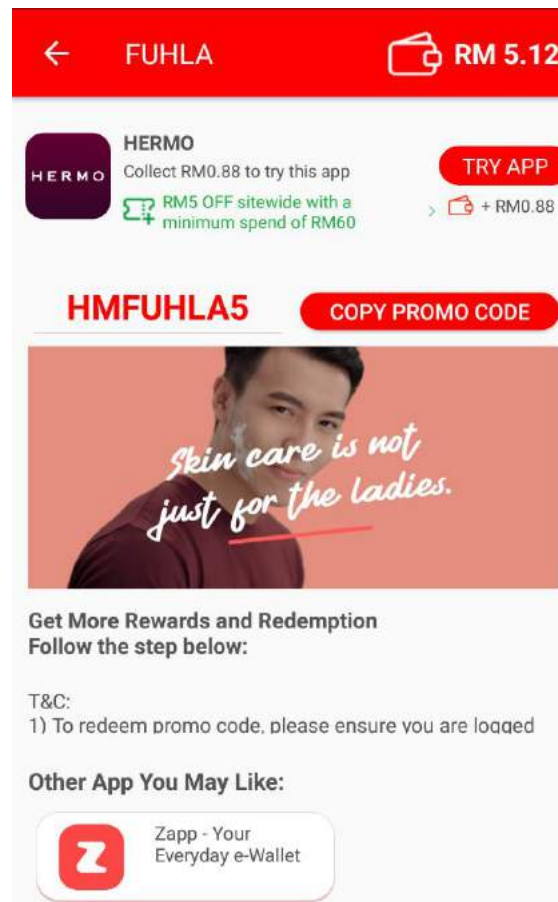 FUHLA
RM 5.12
HERMO
HERMO
Collect RM0.88 to try this app
RM5 OFF sitewide with a
minimum spend of RM60
TRY APP
> + RM0.88
HMFUHLA5
COPY PROMO CODE
Skin care is not
just for the ladies.
Get More Rewards and Redemption
Follow the step below:
T&C:
1) To redeem promo code, please ensure you are logged
Other App You May Like:
Z
Zapp - Your
Everyday e-Wallet